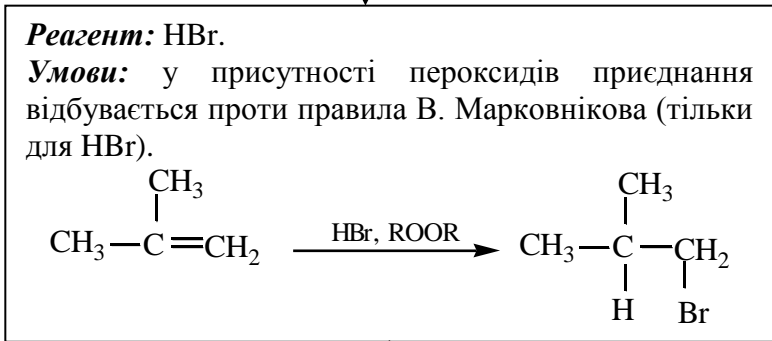 Реагент: HBr.
Умови: у присутності пероксидів приєднання
відбувається проти правила В. Марковнікова (тільки
для HBr).
CH3 CH3
CH3—C=CH2 HBr, ROOR CH3—C—CH2
H Br